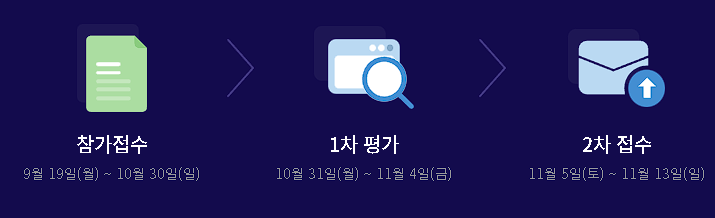 참가접수
9월 19일(월) ~ 10월 30일(일)
1차 평가
10월 31일(월) ~ 11월 4일(금)
2차 접수
11월 5일(토) ~ 11월 13일(일)